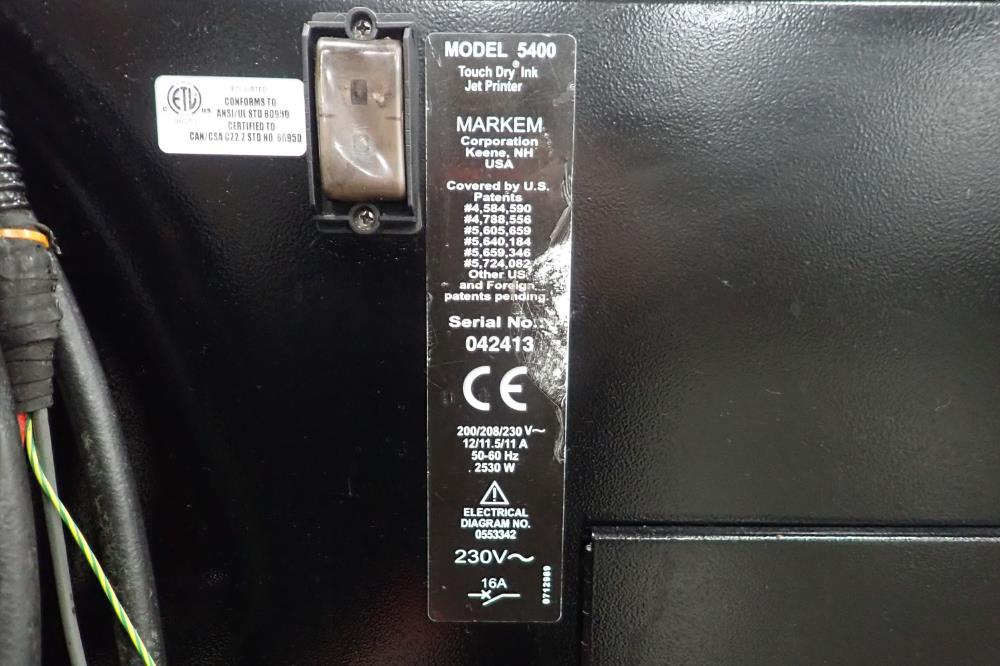 ETL LISTED
CONFORMS TO
ANSI/UL STD 60950
CERTIFIED TO
CAN/CSA C22.2 STD NO. 60950
ETL
C US
MODEL 5400
Touch Dry® Ink
Jet Printer
MARKEM
Corporation
Keene, NH
USA
Covered by U.S.
Patents
#4,584,590
#4,788,556
#5,605,659
#5,640,184
#5,659,346
#5,724,082
Other US
and Foreign
patents pending.
Serial No.:
042413
CE
200/208/230 V~
12/11.5/11 A
50-60 Hz
2530 W
ELECTRICAL
DIAGRAM NO.
0553342
230V~
16A
0712989